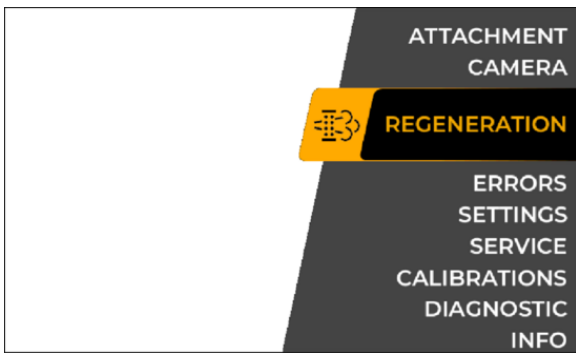 ATTACHMENT
CAMERA
REGENERATION
ERRORS
SETTINGS
SERVICE
CALIBRATIONS
DIAGNOSTIC
INFO